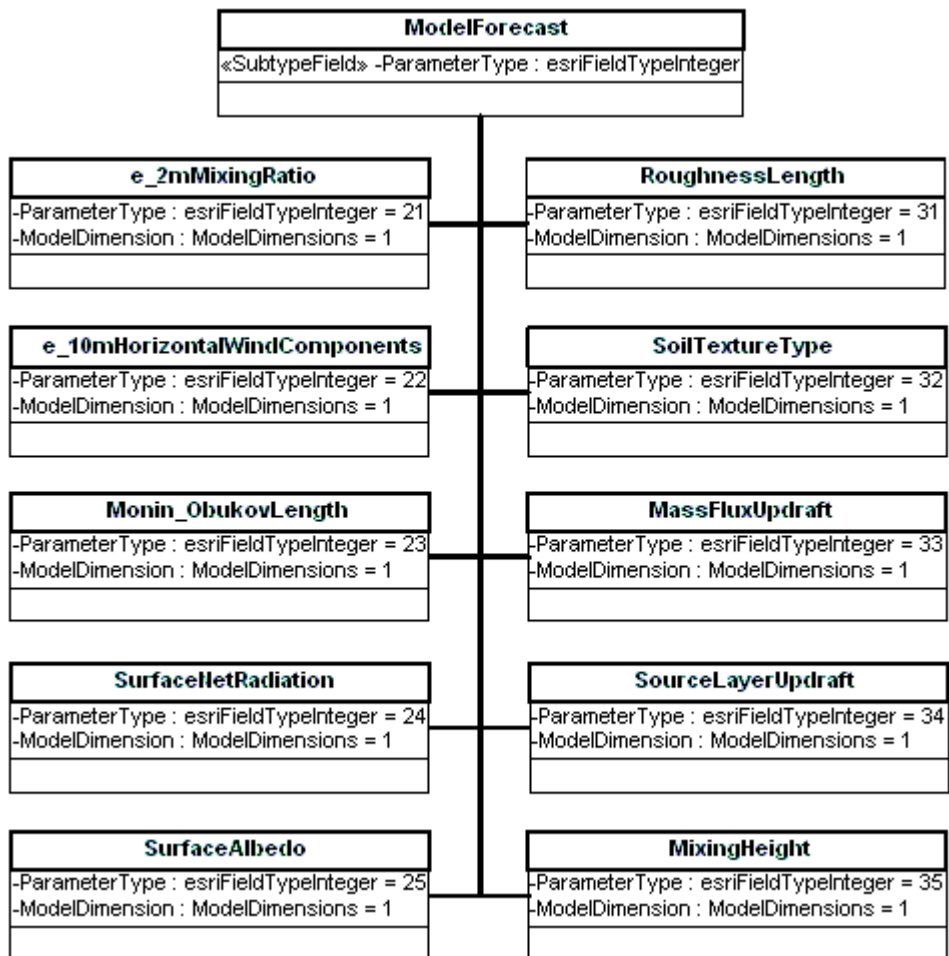 ModelForecast
«SubtypeField» -ParameterType : esriFieldTypeInteger
e_2mMixingRatio
-ParameterType : esriFieldTypeInteger = 21
-ModelDimension : ModelDimensions = 1
RoughnessLength
-ParameterType : esriFieldTypeInteger = 31
-ModelDimension : ModelDimensions = 1
e_10mHorizontalWindComponents
-ParameterType : esriFieldTypeInteger = 22
-ModelDimension : ModelDimensions = 1
SoilTextureType
-ParameterType : esriFieldTypeInteger = 32
-ModelDimension : ModelDimensions = 1
Monin_ObukovLength
-ParameterType : esriFieldTypeInteger = 23
-ModelDimension : ModelDimensions = 1
MassFluxUpdraft
-ParameterType : esriFieldTypeInteger = 33
-ModelDimension : ModelDimensions = 1
SurfaceNetRadiation
-ParameterType : esriFieldTypeInteger = 24
-ModelDimension : ModelDimensions = 1
SourceLayerUpdraft
-ParameterType : esriFieldTypeInteger = 34
-ModelDimension : ModelDimensions = 1
SurfaceAlbedo
-ParameterType : esriFieldTypeInteger = 25
-ModelDimension : ModelDimensions = 1
MixingHeight
-ParameterType : esriFieldTypeInteger = 35
-ModelDimension : ModelDimensions = 1